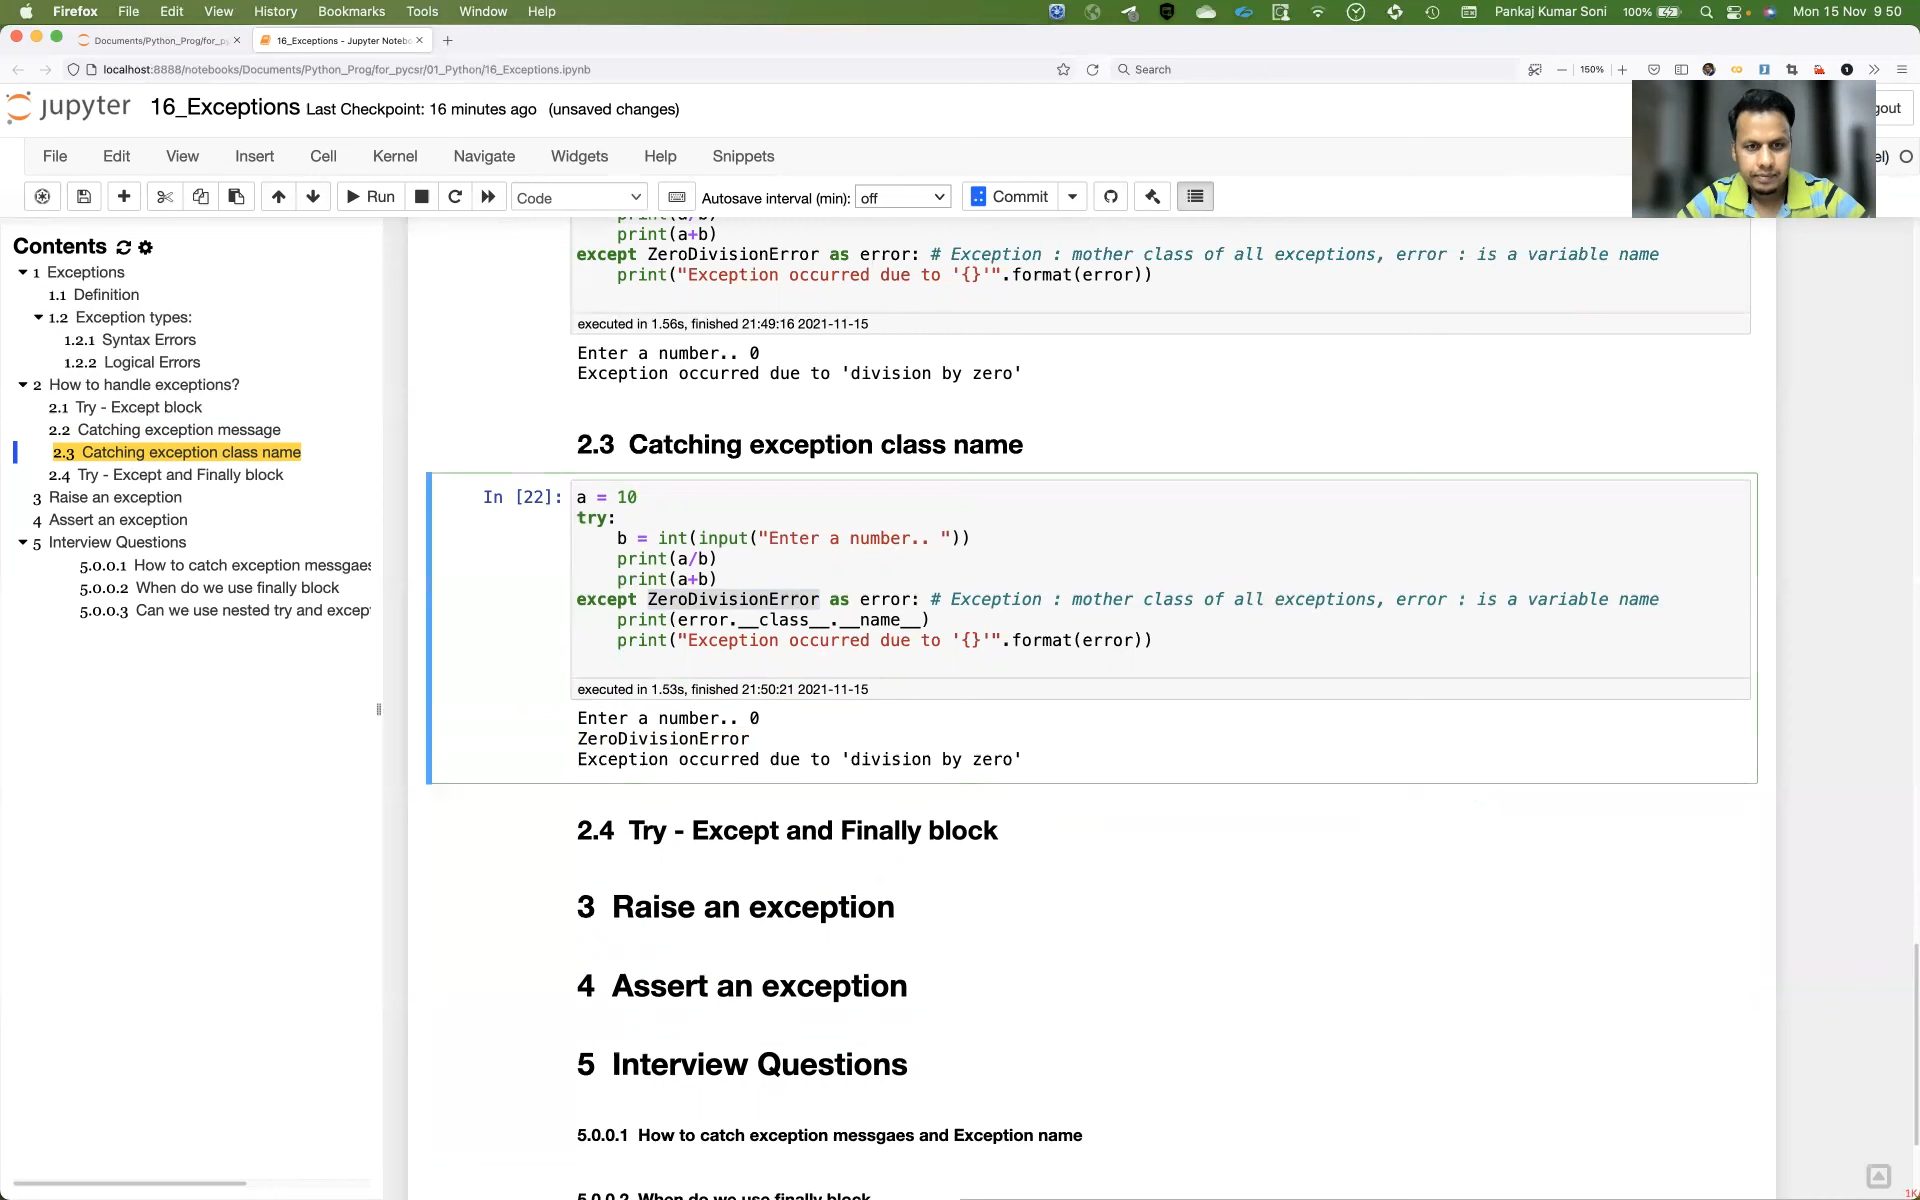 Firefox File Edit View History Bookmarks Tools Window Help Pankaj Kumar Soni 100% Mon 15 Nov 9 50
Documents/Python_Prog/for_p × 16_Exceptions - Jupyter Notebo × +
localhost:8888/notebooks/Documents/Python_Prog/for_pycsr/01_Python/16_Exceptions.ipynb Search 150%
jupyter 16_Exceptions Last Checkpoint: 16 minutes ago (unsaved changes) gout
File Edit View Insert Cell Kernel Navigate Widgets Help Snippets el)
Run Code Autosave interval (min): off Commit
Contents
1 Exceptions
1.1 Definition
1.2 Exception types:
1.2.1 Syntax Errors
1.2.2 Logical Errors
2 How to handle exceptions?
2.1 Try - Except block
2.2 Catching exception message
2.3 Catching exception class name
2.4 Try - Except and Finally block
3 Raise an exception
4 Assert an exception
5 Interview Questions
5.0.0.1 How to catch exception messgaes
5.0.0.2 When do we use finally block
5.0.0.3 Can we use nested try and excep
print(a/b)
print(a+b)
except ZeroDivisionError as error: # Exception : mother class of all exceptions, error : is a variable name
print("Exception occurred due to '{}'".format(error))
executed in 1.56s, finished 21:49:16 2021-11-15
Enter a number.. 0
Exception occurred due to 'division by zero'
2.3 Catching exception class name
In [22]: a = 10
try:
b = int(input("Enter a number.. "))
print(a/b)
print(a+b)
except ZeroDivisionError as error: # Exception : mother class of all exceptions, error : is a variable name
print(error.__class__.__name__)
print("Exception occurred due to '{}'".format(error))
executed in 1.53s, finished 21:50:21 2021-11-15
Enter a number.. 0
ZeroDivisionError
Exception occurred due to 'division by zero'
2.4 Try - Except and Finally block
3 Raise an exception
4 Assert an exception
5 Interview Questions
5.0.0.1 How to catch exception messgaes and Exception name
5.0.0.2 When do we use finally block
1K